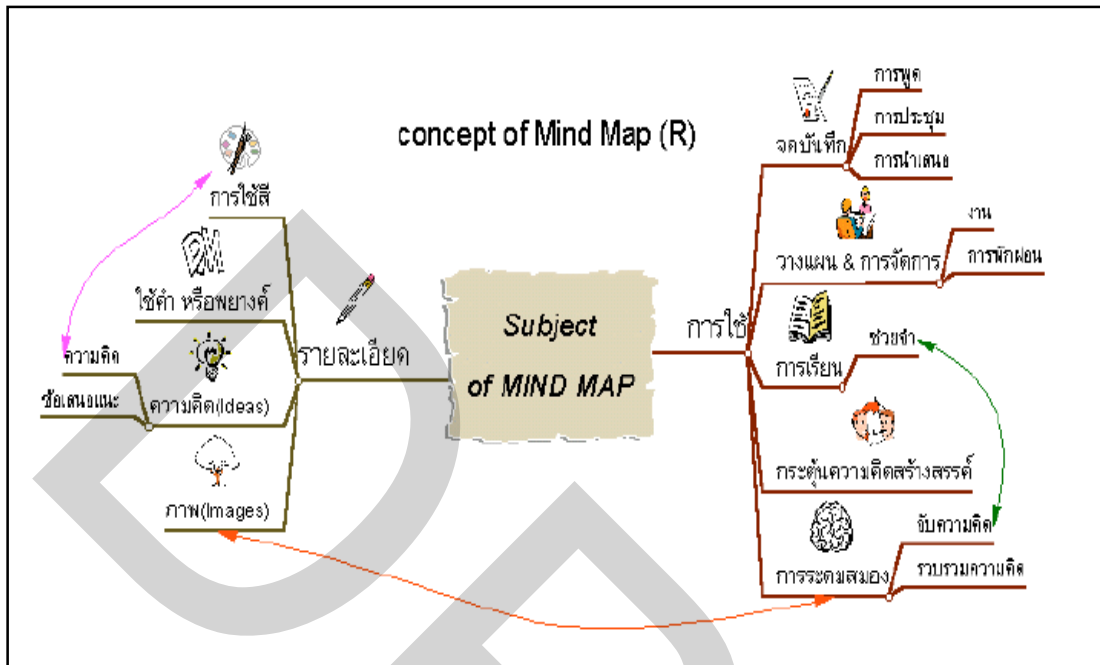 concept of Mind Map (R)
Subject
of MIND MAP
รายละเอียด
การใช้สี
ใช้คำ หรือพยางค์
ความคิด(Ideas)
ความคิด
ข้อเสนอแนะ
ภาพ(Images)
การใช้
จดบันทึก
การพูด
การประชุม
การนำเสนอ
วางแผน & การจัดการ
งาน
การพักผ่อน
การเรียน
ช่วยจำ
กระตุ้นความคิดสร้างสรรค์
การระดมสมอง
จับความคิด
รวบรวมความคิด